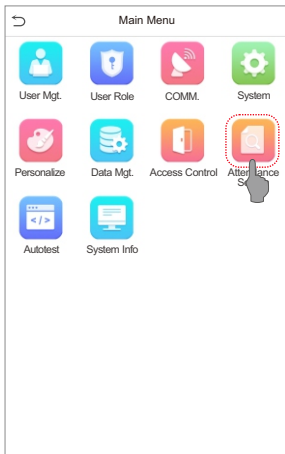 Main Menu
User Mgt.
User Role
COMM.
System
Personalize
Data Mgt.
Access Control
</>
Autotest
System Info